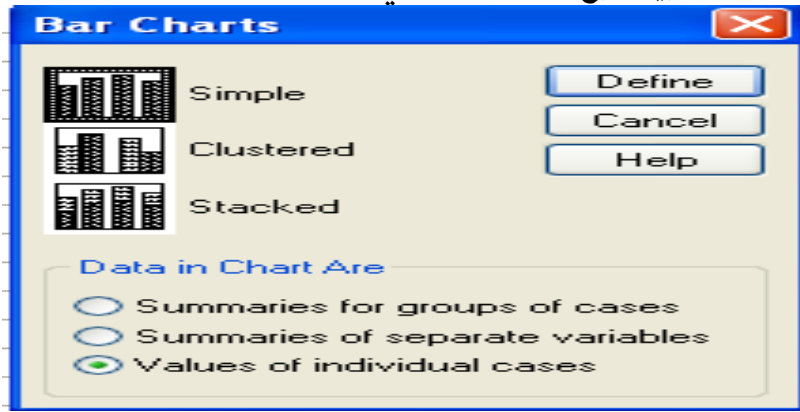 Bar Charts
Simple
Clustered
Stacked
Define
Cancel
Help
Data in Chart Are
Summaries for groups of cases
Summaries of separate variables
Values of individual cases